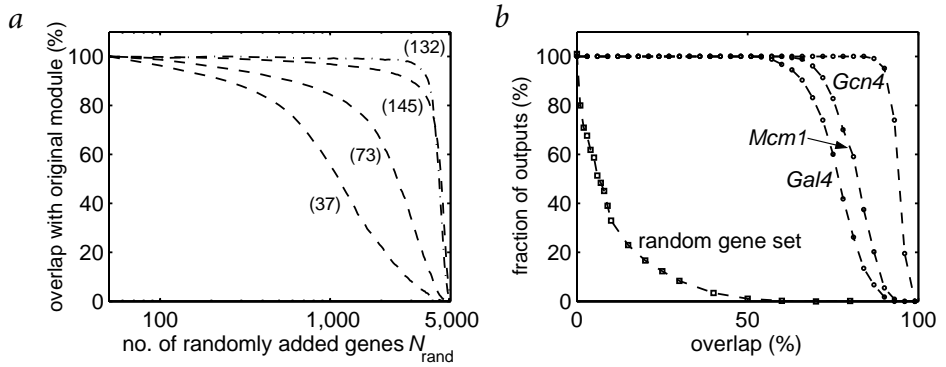 a
overlap with original module (%)
100
80
60
40
20
0
(132)
(145)
(73)
(37)
100
1,000
5,000
no. of randomly added genes N rand
b
fraction of outputs (%)
100
80
60
40
20
0
Gcn4
Mcm1
Gal4
random gene set
0
50
100
overlap (%)